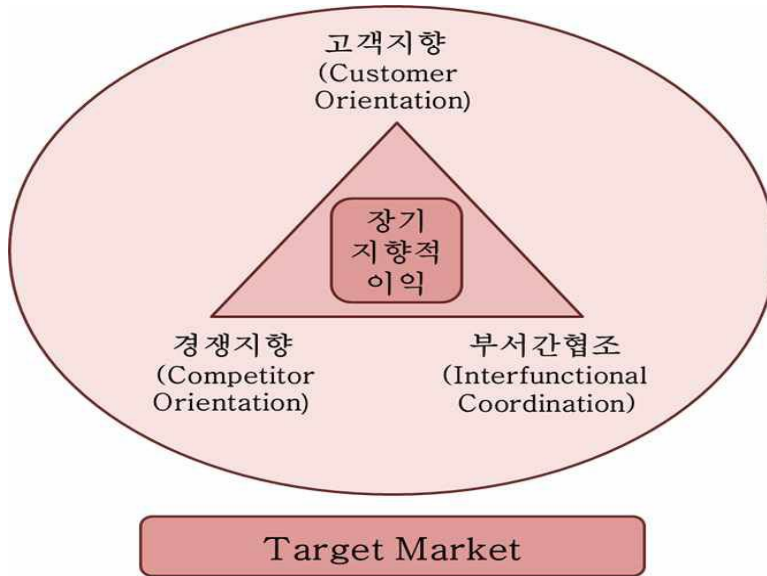 고객지향
(Customer
Orientation)
장기
지향적
이익
경쟁지향
(Competitor
Orientation)
부서간협조
(Interfunctional
Coordination)
Target Market